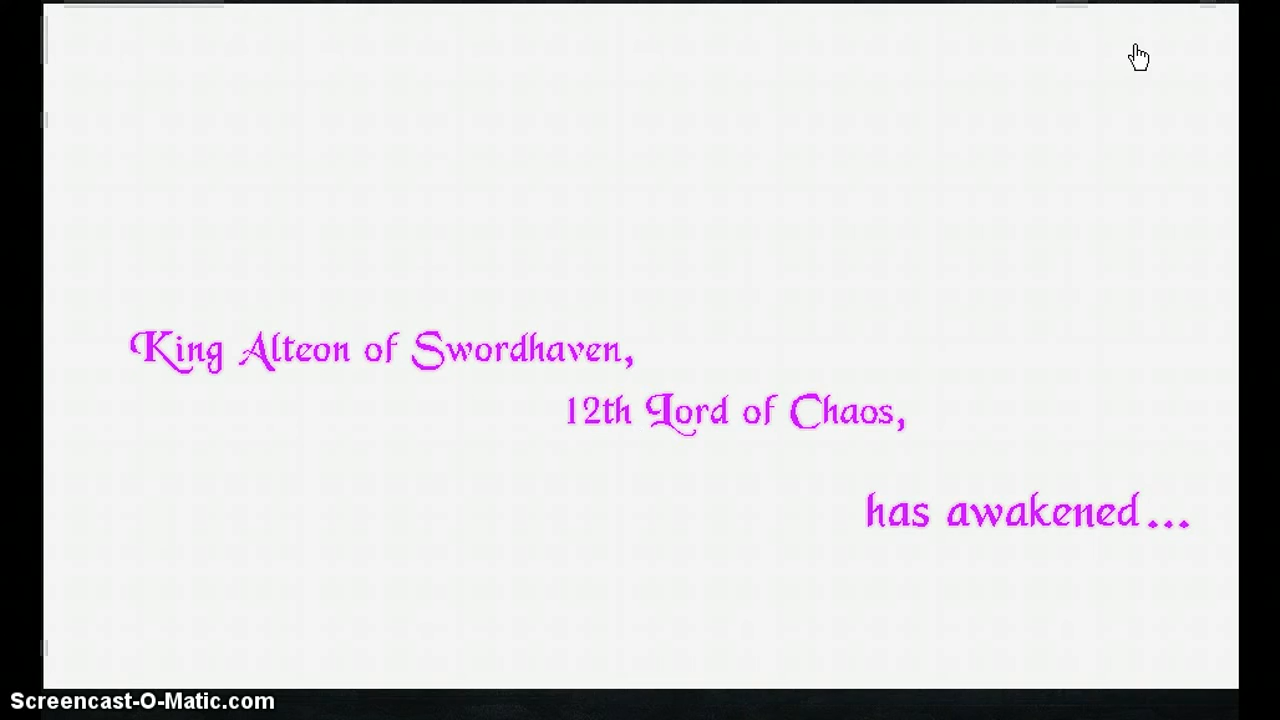 King Alteon of Swordhaven,
12th Lord of Chaos,
has awakened...
Screencast-O-Matic.com